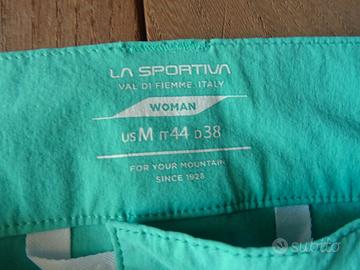 LA SPORTIVA
VAL DI FIEMME, ITALY
WOMAN
US M IT 44 D 38
FOR YOUR MOUNTAIN
SINCE 1928
subito